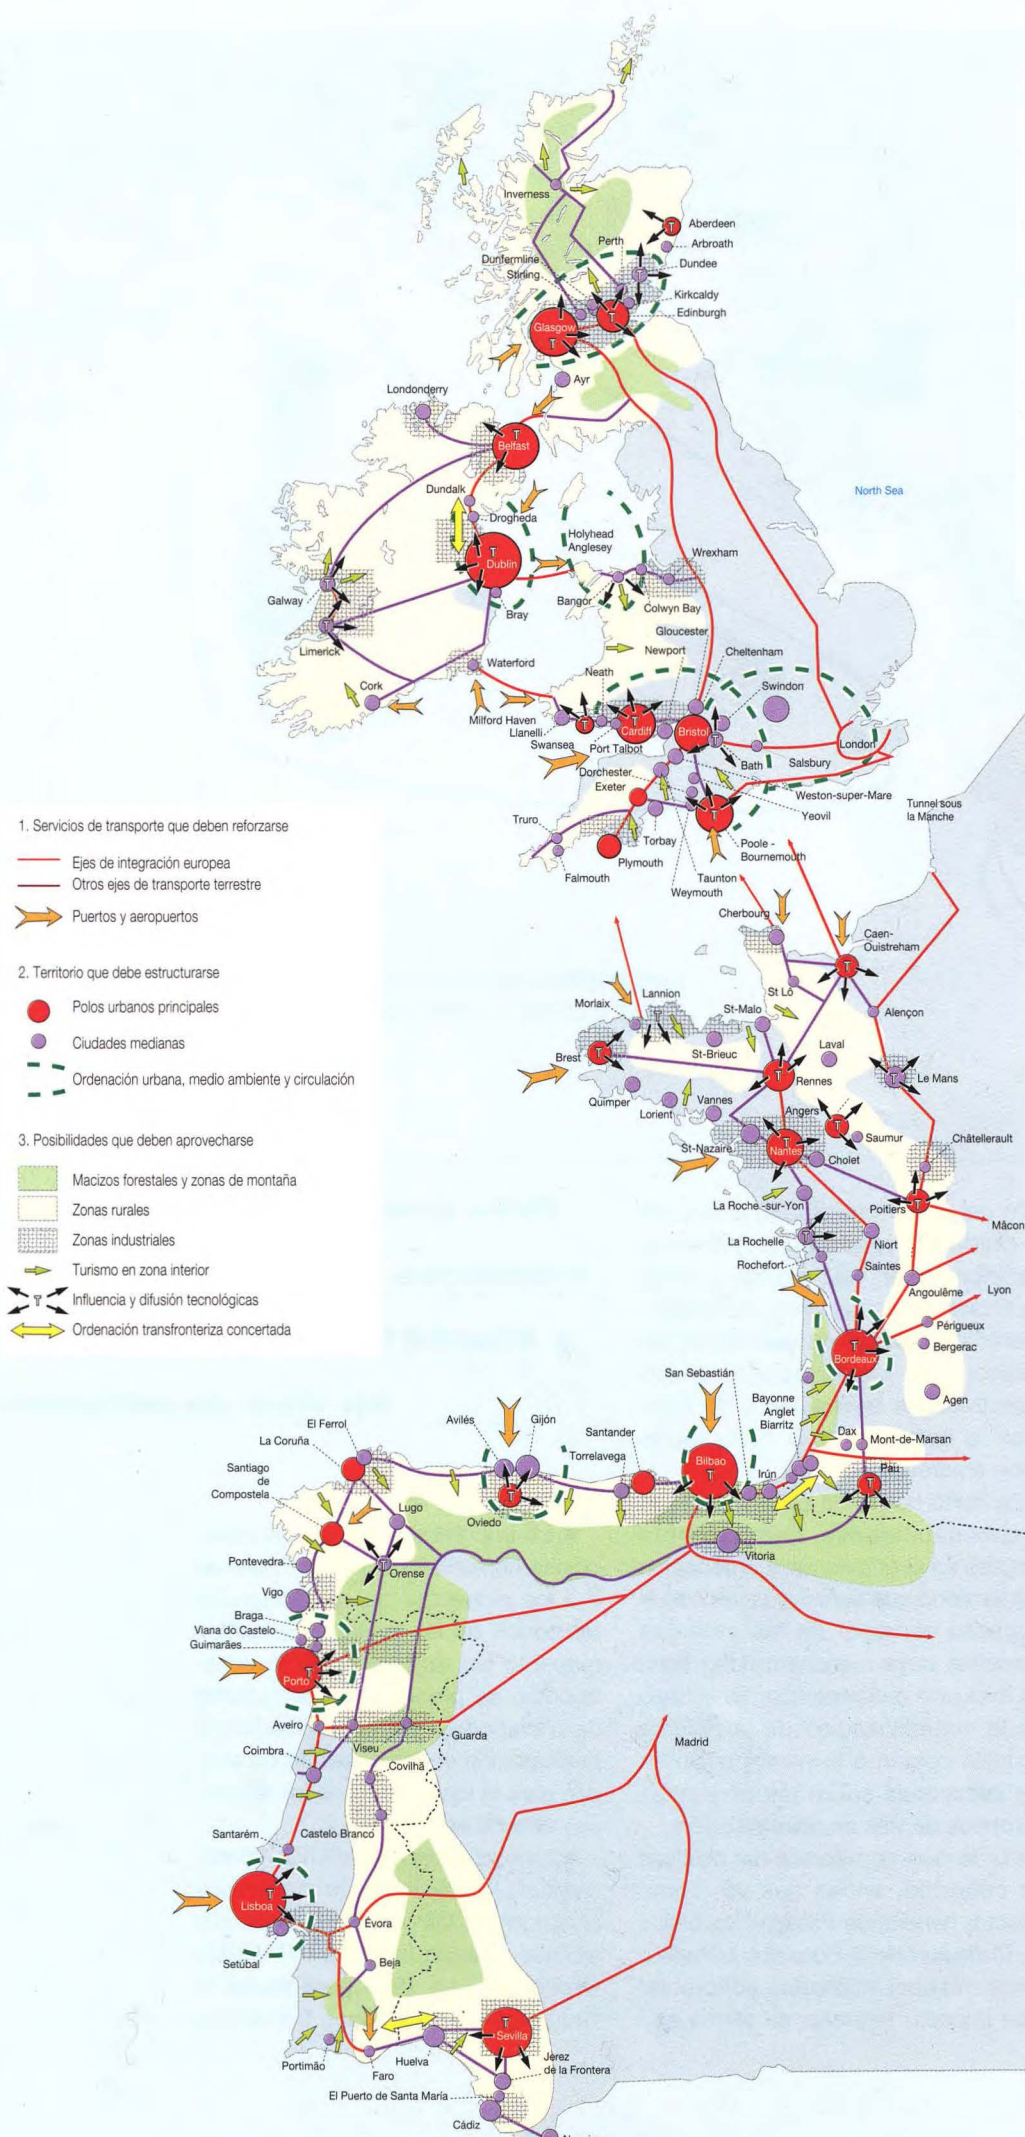 Inverness
Aberdeen
Perth
Arbroath
Dunfermline
Dundee
Stirling
Kirkcaldy
Edinburgh
T
Glasgow
T
Ayr
Londonderry
T
Belfast
North Sea
Dundalk
Drogheda
Holyhead
Anglesey
Wrexham
T
Dublin
Galway
Bangor
Colwyn Bay
Bray
Gloucester
Limerick
Newport
Cheltenham
Waterford
Neath
Swindon
Cork
Milford Haven
Llanelli
Cardiff
Bristol
London
Swansea
Port Talbot
Bath
Salsbury
Dorchester
Exeter
Weston-super-Mare
Tunnel sous
la Manche
Yeovil
Truro
Torbay
Poole -
Bournemouth
Plymouth
Falmouth
Taunton
Weymouth
1. Servicios de transporte que deben reforzarse
Ejes de integración europea
Otros ejes de transporte terrestre
Puertos y aeropuertos
2. Territorio que debe estructurarse
Polos urbanos principales
Ciudades medianas
Ordenación urbana, medio ambiente y circulación
3. Posibilidades que deben aprovecharse
Macizos forestales y zonas de montaña
Zonas rurales
Zonas industriales
Turismo en zona interior
T
Influencia y difusión tecnológicas
Ordenación transfronteriza concertada
Cherbourg
Caen-
Ouistreham
St Lô
Lannion
Morlaix
St-Malo
Alençon
Brest
St-Brieuc
Laval
Rennes
Le Mans
Quimper
Vannes
Lorient
Angers
Saumur
Châtellerault
St-Nazaire
Nantes
Cholet
La Roche-sur-Yon
Poitiers
Mâcon
La Rochelle
Niort
Rochefort
Saintes
Angoulême
Lyon
Périgueux
Bordeaux
Bergerac
San Sebastián
Bayonne
Anglet
Biarritz
Agen
El Ferrol
Avilés
Gijón
Santander
Dax
Mont-de-Marsan
La Coruña
Torrelavega
Bilbao
Irún
Pau
Santiago
de
Compostela
Lugo
Oviedo
Vitoria
Pontevedra
Orense
Vigo
Braga
Viana do Castelo
Guimarães
Porto
Aveiro
Viseu
Guarda
Coimbra
Madrid
Covilhã
Santarém
Castelo Branco
Lisboa
Évora
Setúbal
Beja
Sevilla
Portimão
Faro
Huelva
Jerez
de la Frontera
El Puerto de Santa María
Cádiz